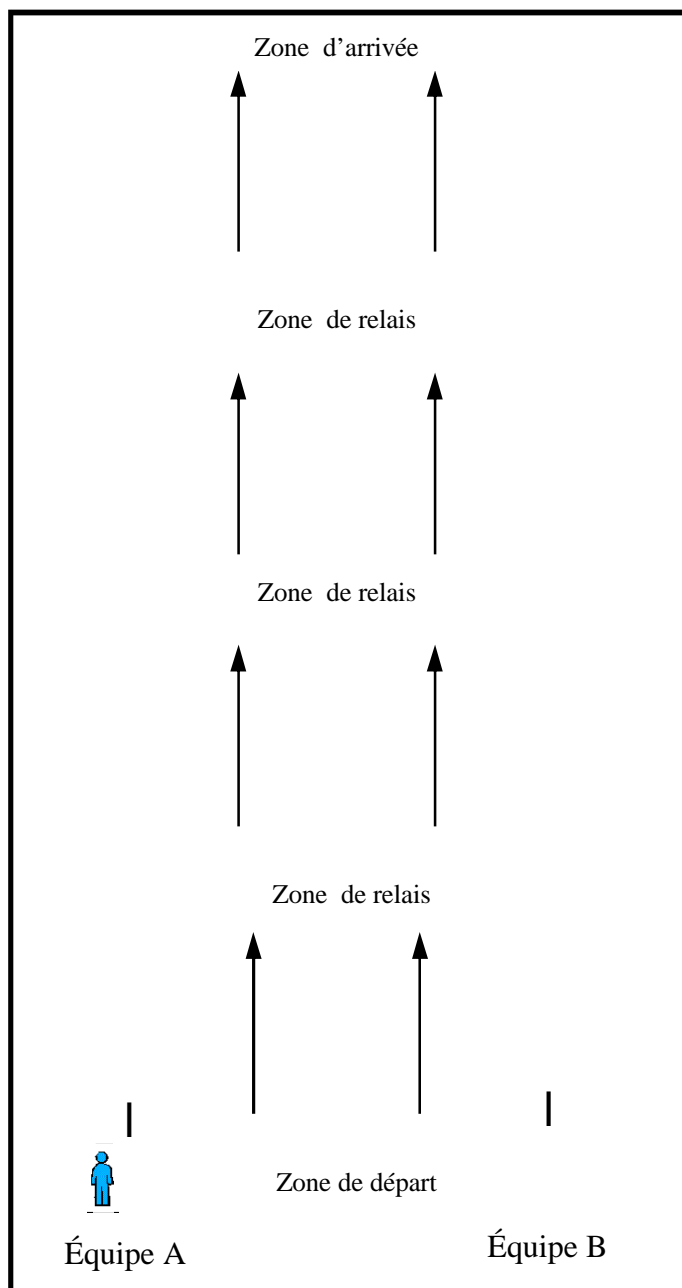 Zone d’arrivée
Zone de relais
Zone de relais
Zone de relais
Zone de départ
Équipe A
Équipe B